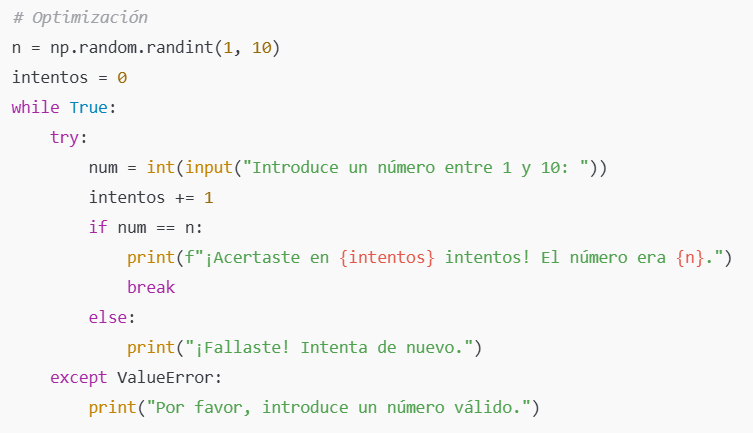 # Optimización
n = np.random.randint(1, 10)
intentos = 0
while True:
    try:
        num = int(input("Introduce un número entre 1 y 10: "))
        intentos += 1
        if num == n:
            print(f"¡Acertaste en {intentos} intentos! El número era {n}.")
            break
        else:
            print("¡Fallaste! Intenta de nuevo.")
    except ValueError:
        print("Por favor, introduce un número válido.")